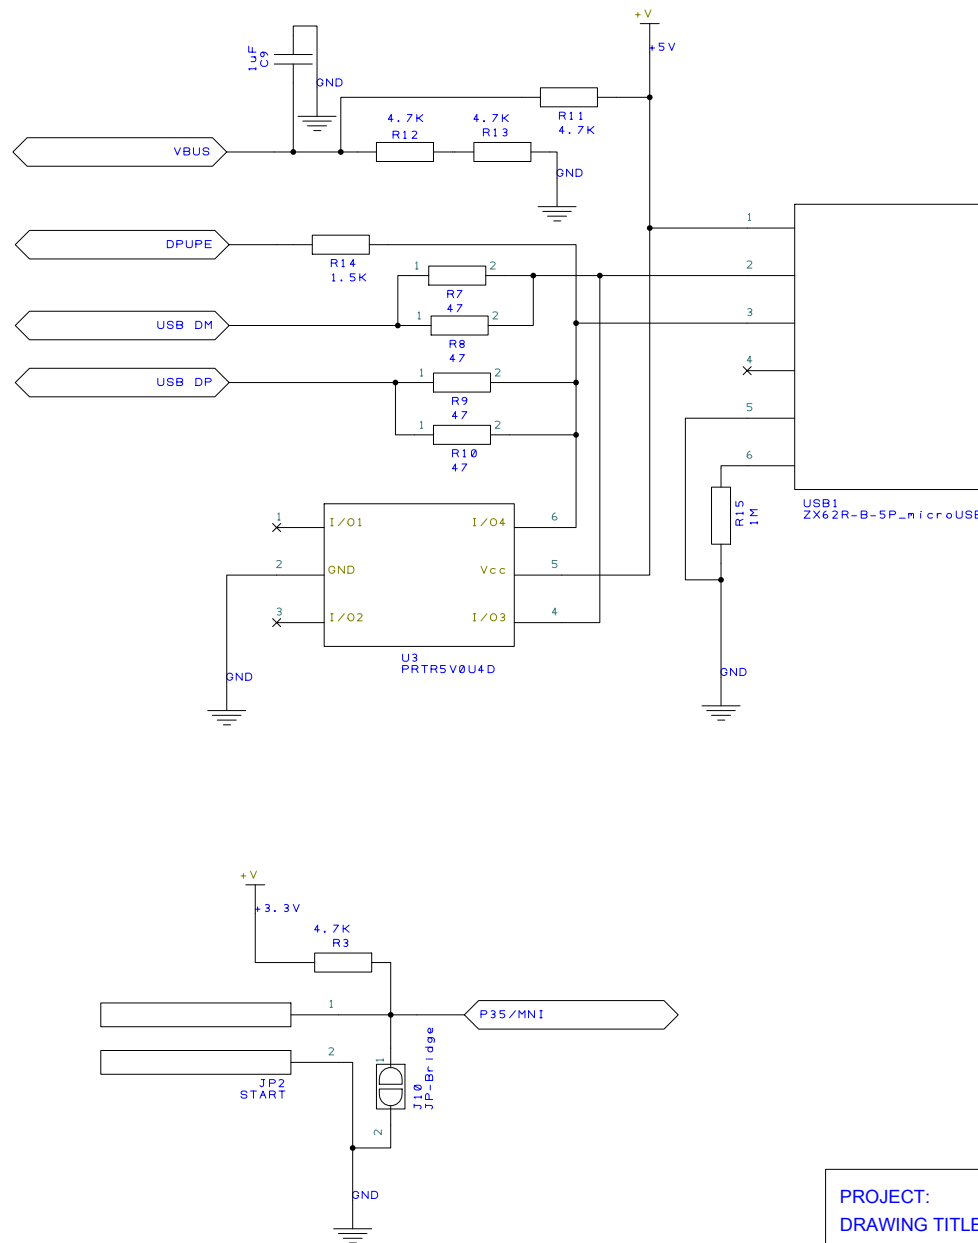 +V
+5V
1uF
C9
GND
R11
4.7K
4.7K
R12
4.7K
R13
VBUS
GND
1
DPUPE
R14
1.5K
1
2
R7
47
2
USB DM
1
2
R8
47
3
USB DP
1
2
R9
47
4
1
2
R10
47
5
6
R15
1M
USB1
ZX62R-B-5P_microUSB
1
I/O1
I/O4
6
2
GND
Vcc
5
3
I/O2
I/O3
4
U3
PRTR5V0U4D
GND
GND
+V
+3.3V
4.7K
R3
1
P35/MNI
2
JP2
START
1
J10
JP-Bridge
2
GND
PROJECT:
DRAWING TITLE